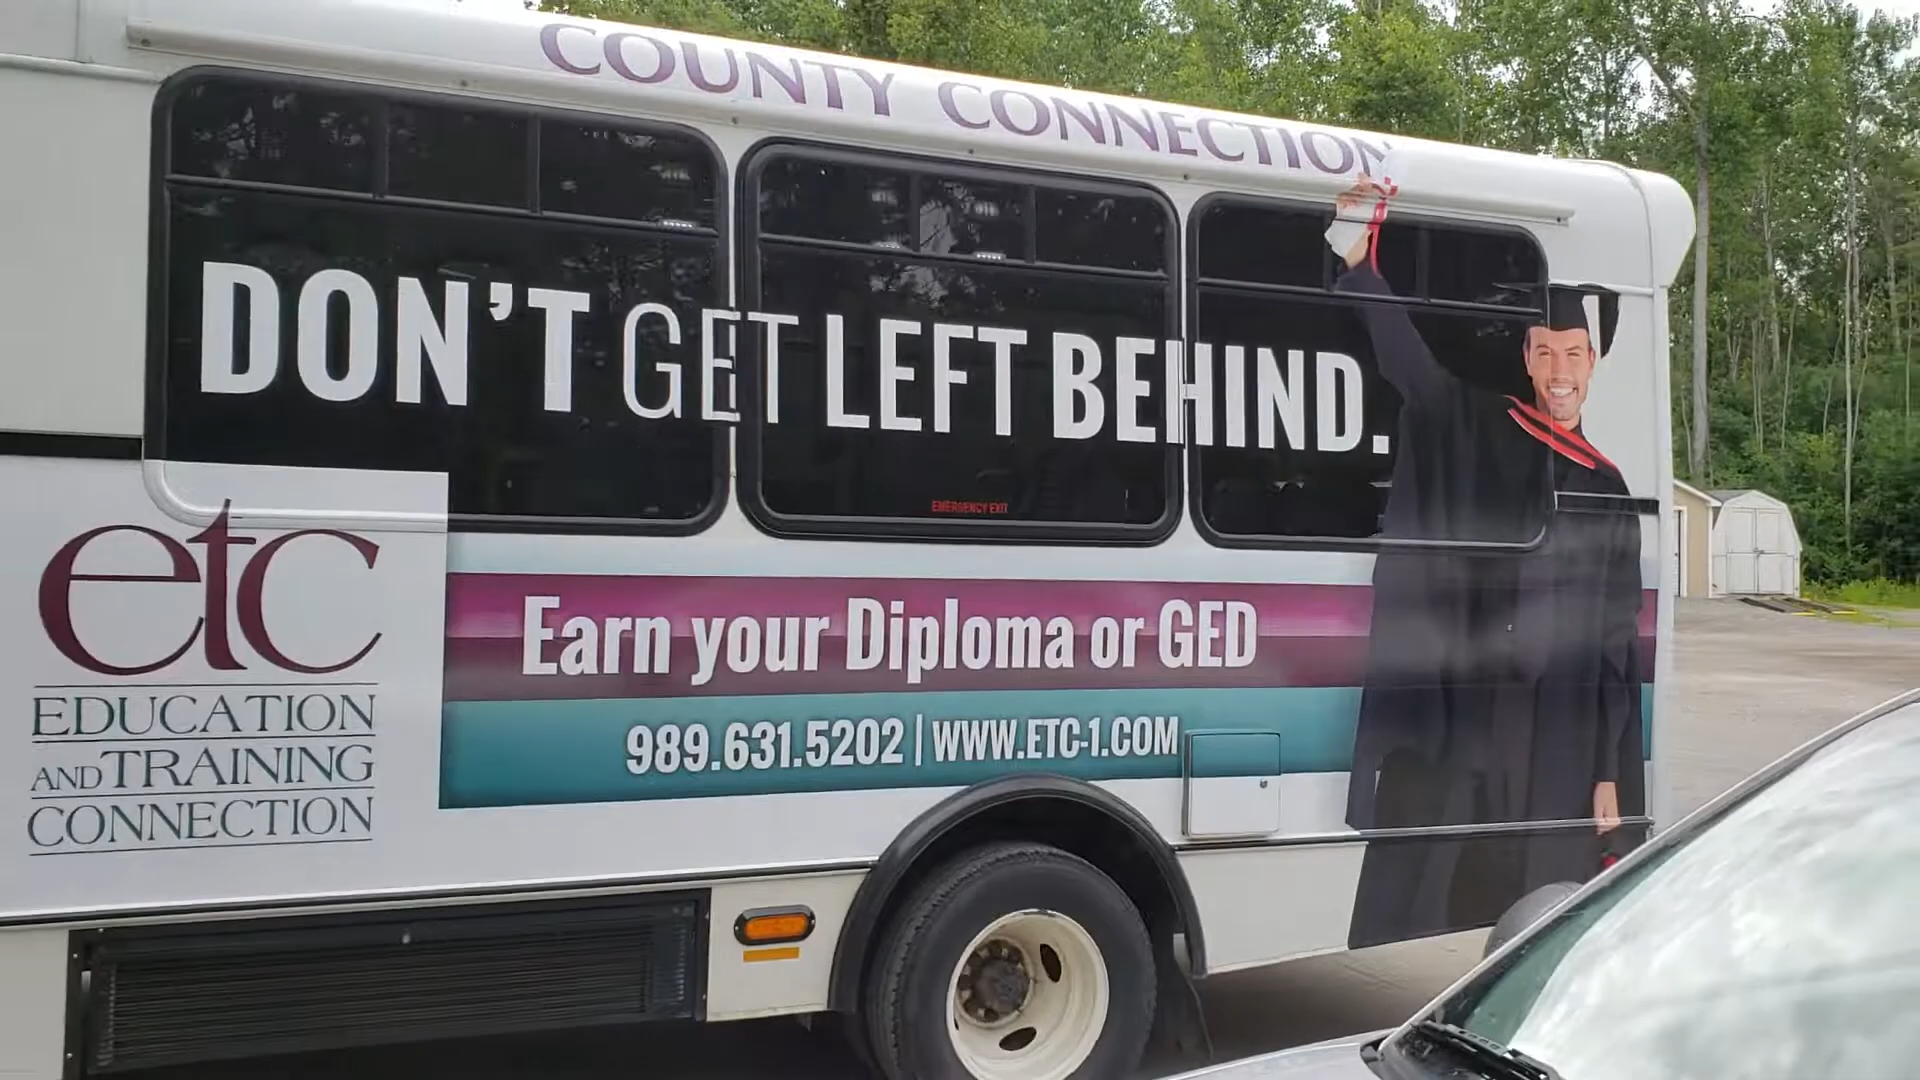 COUNTY CONNECTION
DON'T GET LEFT BEHIND.
EMERGENCY EXIT
etc
EDUCATION
AND TRAINING
CONNECTION
Earn your Diploma or GED
989.631.5202 | WWW.ETC-1.COM